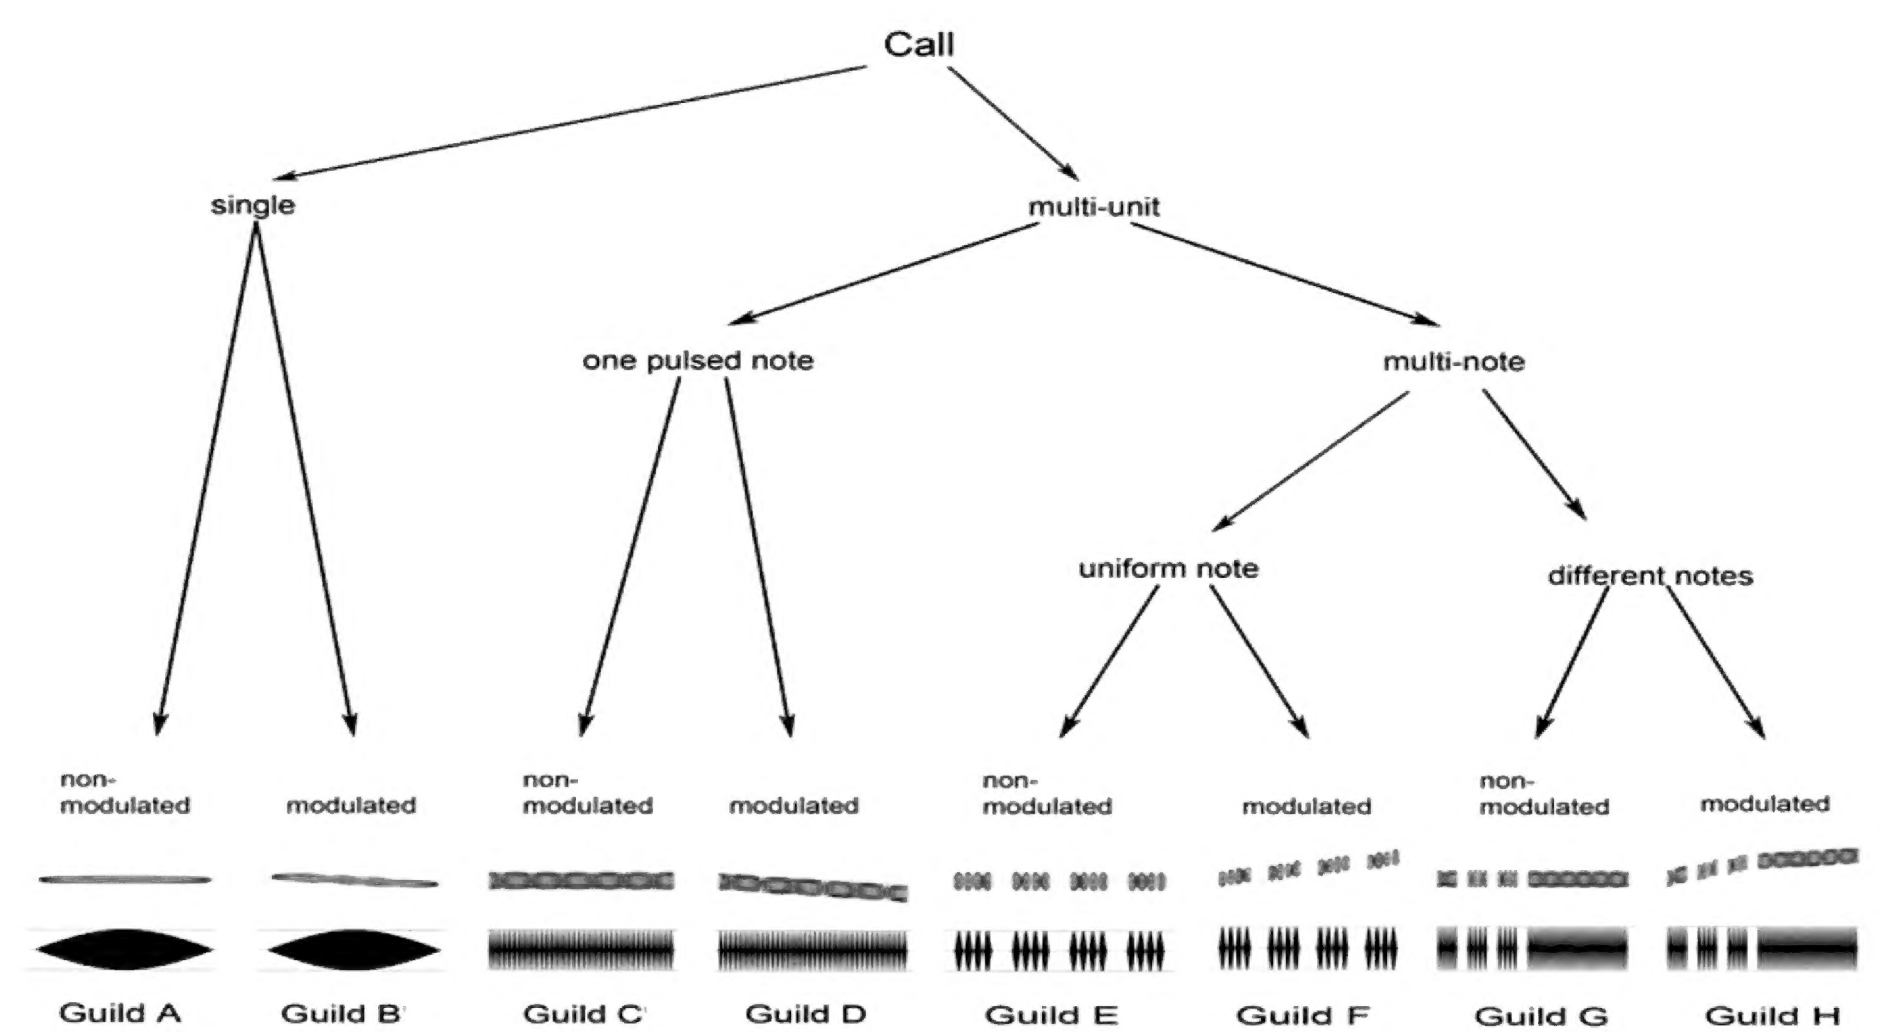 Call
single
multi-unit
one pulsed note
multi-note
uniform note
different notes
non-
modulated
modulated
non-
modulated
modulated
non-
modulated
modulated
non-
modulated
modulated
Guild A
Guild B
Guild C
Guild D
Guild E
Guild F
Guild G
Guild H